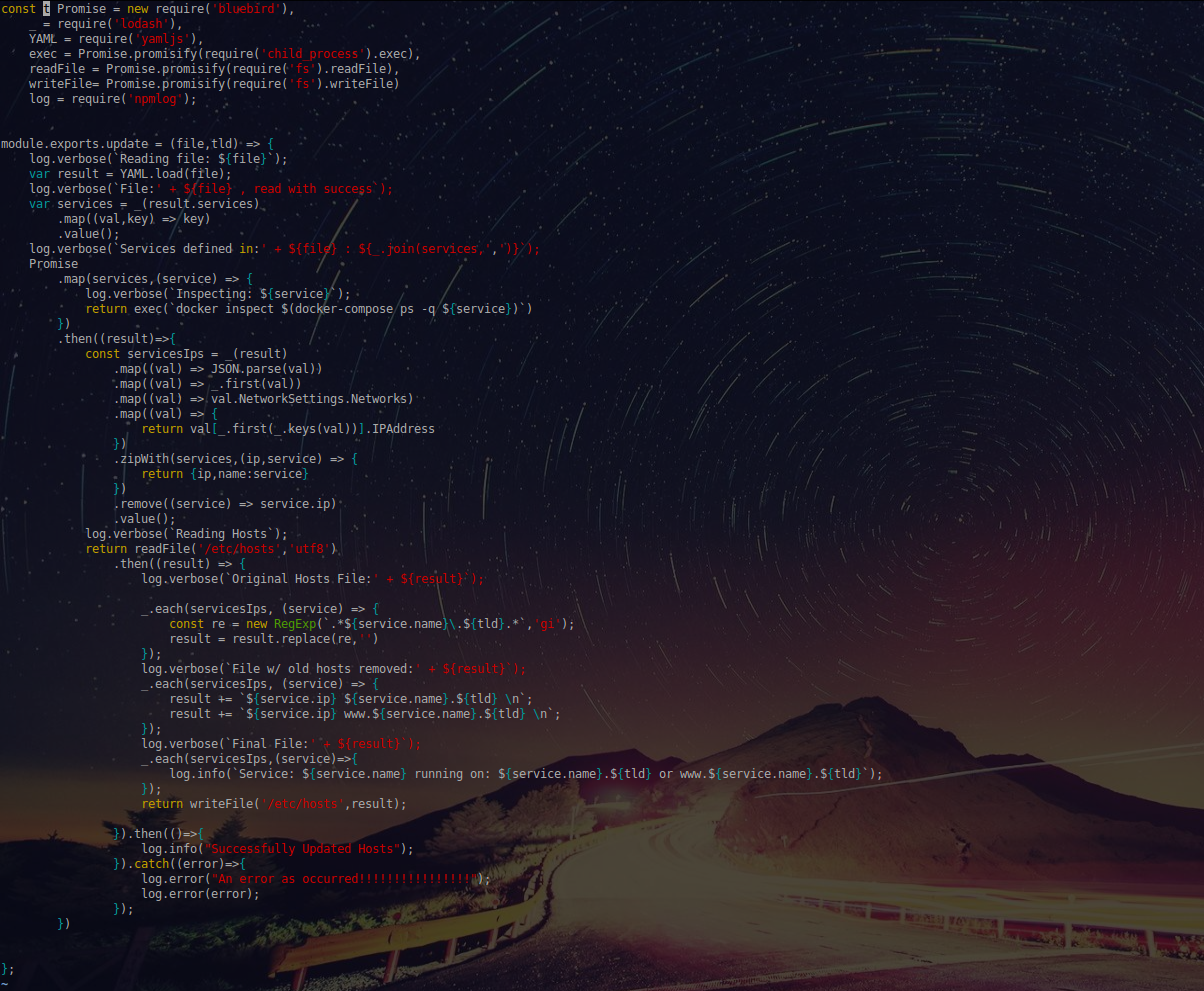 const t Promise = new require('bluebird'),
    _ = require('lodash'),
    YAML = require('yamljs'),
    exec = Promise.promisify(require('child_process').exec),
    readFile = Promise.promisify(require('fs').readFile),
    writeFile= Promise.promisify(require('fs').writeFile)
    log = require('npmlog');
module.exports.update = (file,tld) => {
    log.verbose(`Reading file: ${file}`);
    var result = YAML.load(file);
    log.verbose(`File:' + ${file} , read with success`);
    var services = _(result.services)
        .map((val,key) => key)
        .value();
    log.verbose(`Services defined in:' + ${file} : ${_.join(services,',')}`);
    Promise
        .map(services,(service) => {
            log.verbose(`Inspecting: ${service}`);
            return exec(`docker inspect $(docker-compose ps -q ${service})`)
        })
        .then((result)=>{
            const servicesIps = _(result)
                .map((val) => JSON.parse(val))
                .map((val) => _.first(val))
                .map((val) => val.NetworkSettings.Networks)
                .map((val) => {
                    return val[_.first(_.keys(val))].IPAddress
                })
                .zipWith(services,(ip,service) => {
                    return {ip,name:service}
                })
                .remove((service) => service.ip)
                .value();
            log.verbose(`Reading Hosts`);
            return readFile('/etc/hosts','utf8')
                .then((result) => {
                    log.verbose(`Original Hosts File:' + ${result}`);
                    _.each(servicesIps, (service) => {
                        const re = new RegExp(`.*${service.name}\.${tld}.*`,'gi');
                        result = result.replace(re,'')
                    });
                    log.verbose(`File w/ old hosts removed:' + ${result}`);
                    _.each(servicesIps, (service) => {
                        result += `${service.ip} ${service.name}.${tld} \n`;
                        result += `${service.ip} www.${service.name}.${tld} \n`;
                    });
                    log.verbose(`Final File:' + ${result}`);
                    _.each(servicesIps,(service)=>{
                        log.info(`Service: ${service.name} running on: ${service.name}.${tld} or www.${service.name}.${tld}`);
                    });
                    return writeFile('/etc/hosts',result);
                }).then(()=>{
                    log.info("Successfully Updated Hosts");
                }).catch((error)=>{
                    log.error("An error as occurred!!!!!!!!!!!!!!!!!");
                    log.error(error);
                });
        })
};
~